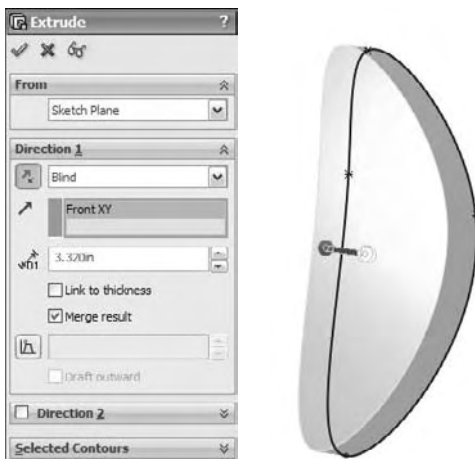 Extrude ?
From
Sketch Plane
Direction 1
Blind
Front XY
D1 3.320in
Link to thickness
Merge result
Draft outward
Direction 2
Selected Contours